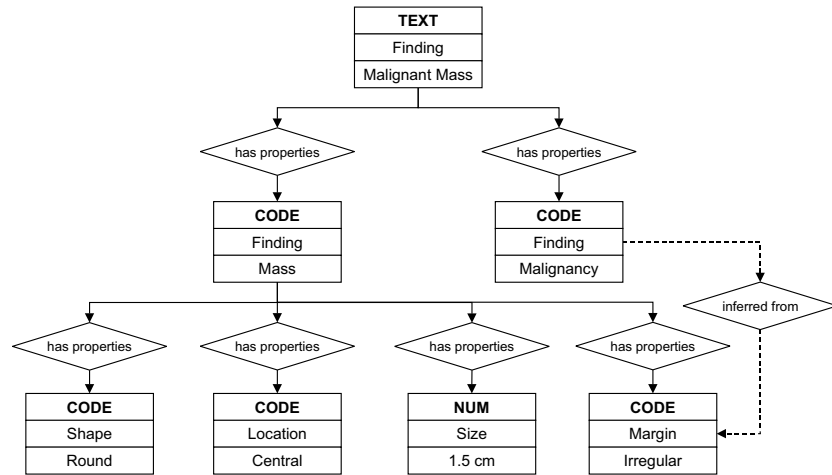 TEXT
Finding
Malignant Mass
has properties
has properties
CODE
Finding
Mass
CODE
Finding
Malignancy
inferred from
has properties
has properties
has properties
has properties
CODE
Shape
Round
CODE
Location
Central
NUM
Size
1.5 cm
CODE
Margin
Irregular